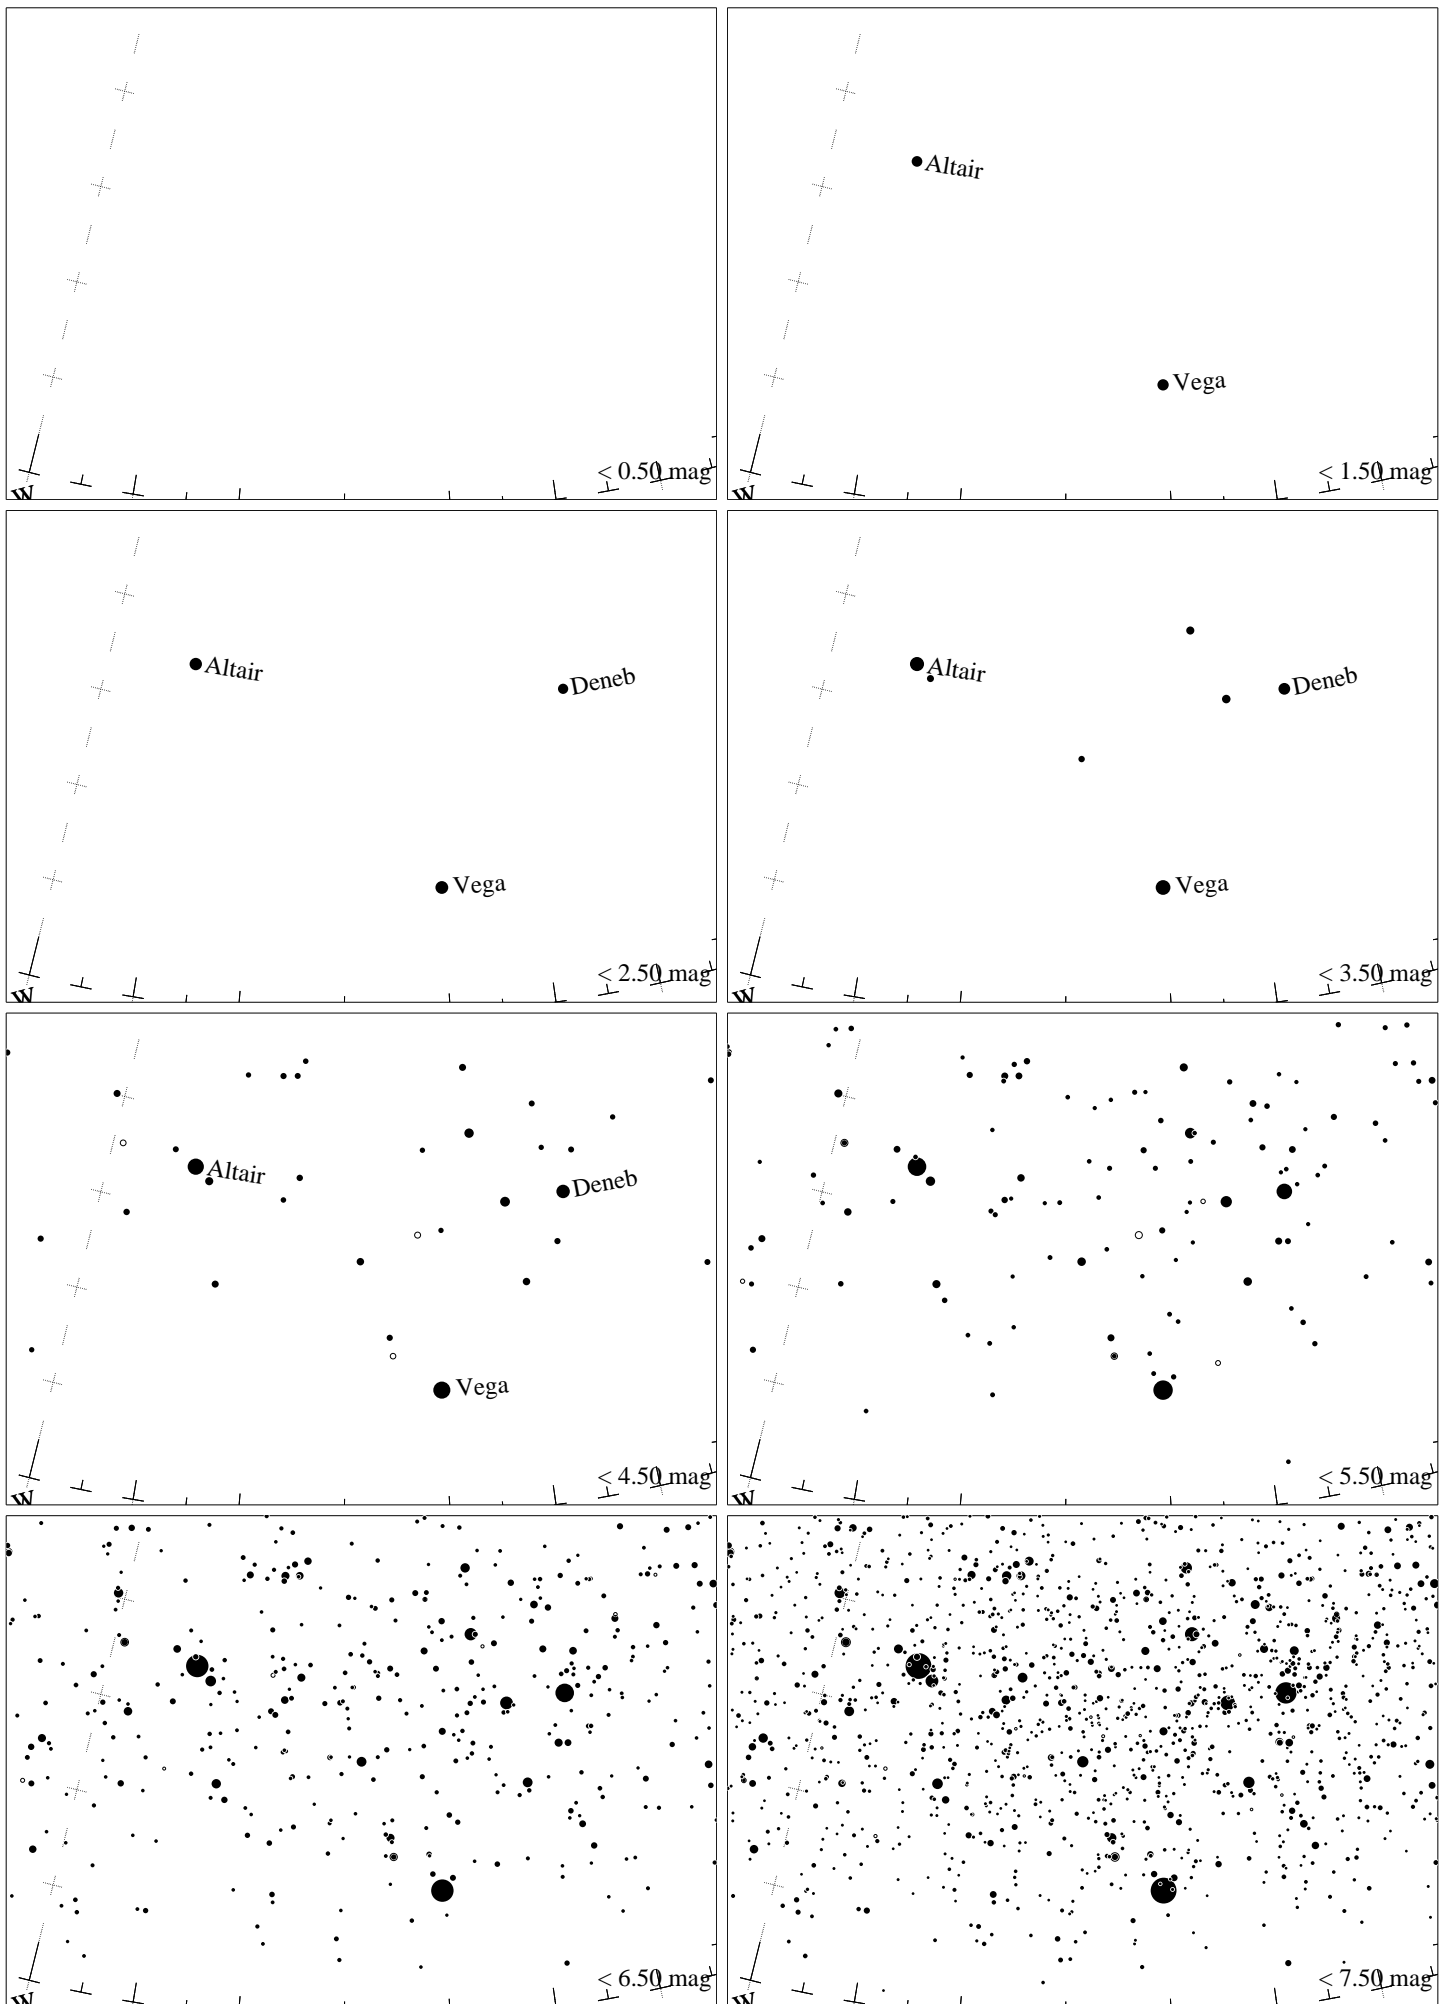 < 0.50 mag
W
Altair
Vega
< 1.50 mag
W
Altair
Deneb
Vega
< 2.50 mag
W
Altair
Deneb
Vega
< 3.50 mag
W
Altair
Deneb
Vega
< 4.50 mag
W
< 5.50 mag
W
< 6.50 mag
W
< 7.50 mag
W